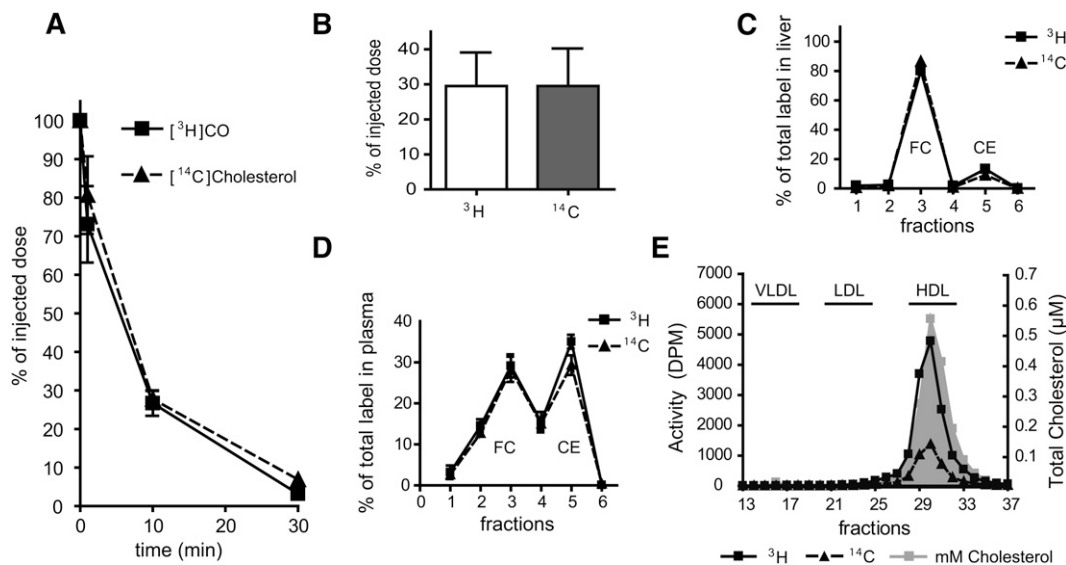 A
% of injected dose
100
90
80
70
60
50
40
30
20
10
0
0
10
20
30
time (min)
[³H]CO
[¹⁴C]Cholesterol
B
% of injected dose
40
30
20
10
0
³H
¹⁴C
C
% of total label in liver
100
80
60
40
20
0
FC
CE
1 2 3 4 5 6
fractions
³H
¹⁴C
D
% of total label in plasma
40
30
20
10
0
FC
CE
0 1 2 3 4 5 6
fractions
³H
¹⁴C
E
Activity (DPM)
7000
6000
5000
4000
3000
2000
1000
0
VLDL
LDL
HDL
0.7
0.6
0.5
0.4
0.3
0.2
0.1
Total Cholesterol (µM)
13 17 21 25 29 33 37
fractions
³H
¹⁴C
mM Cholesterol